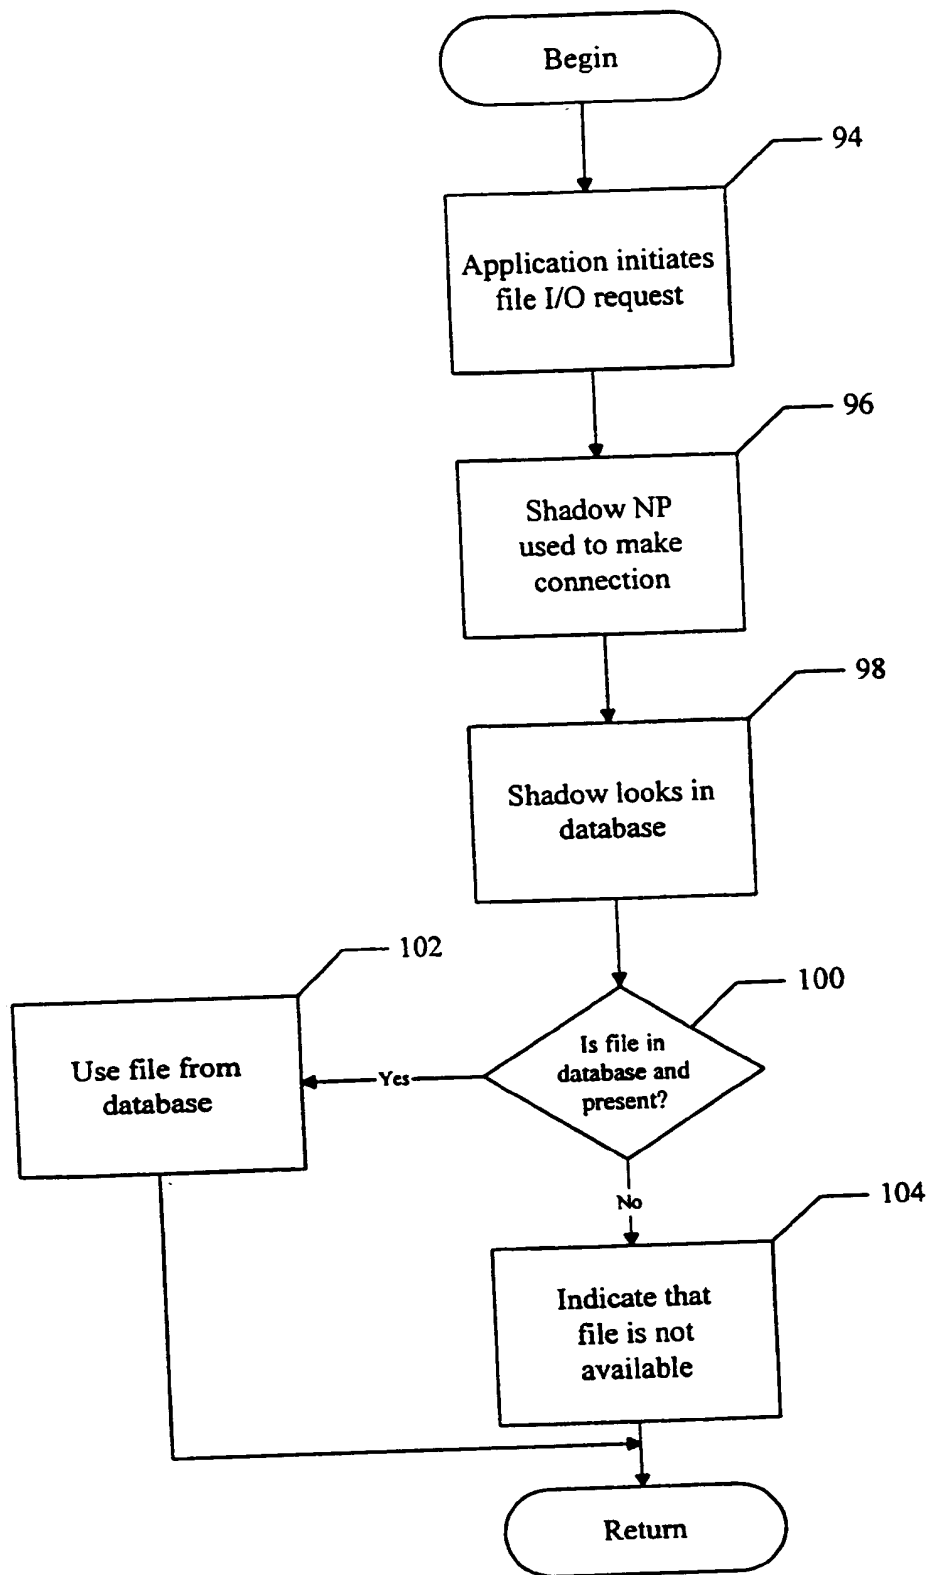 Begin
94
Application initiates
file I/O request
96
Shadow NP
used to make
connection
98
Shadow looks in
database
102
100
Use file from
database
Yes
Is file in
database and
present?
No
104
Indicate that
file is not
available
Return